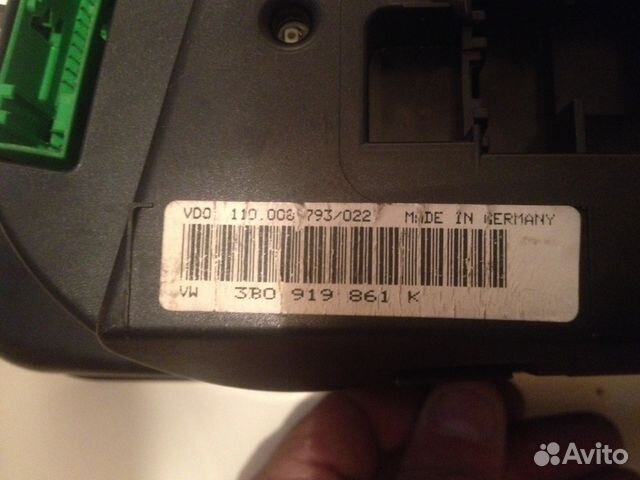 VDO 110.008 793/022 MADE IN GERMANY
VW 3B0 919 861 K
Avito